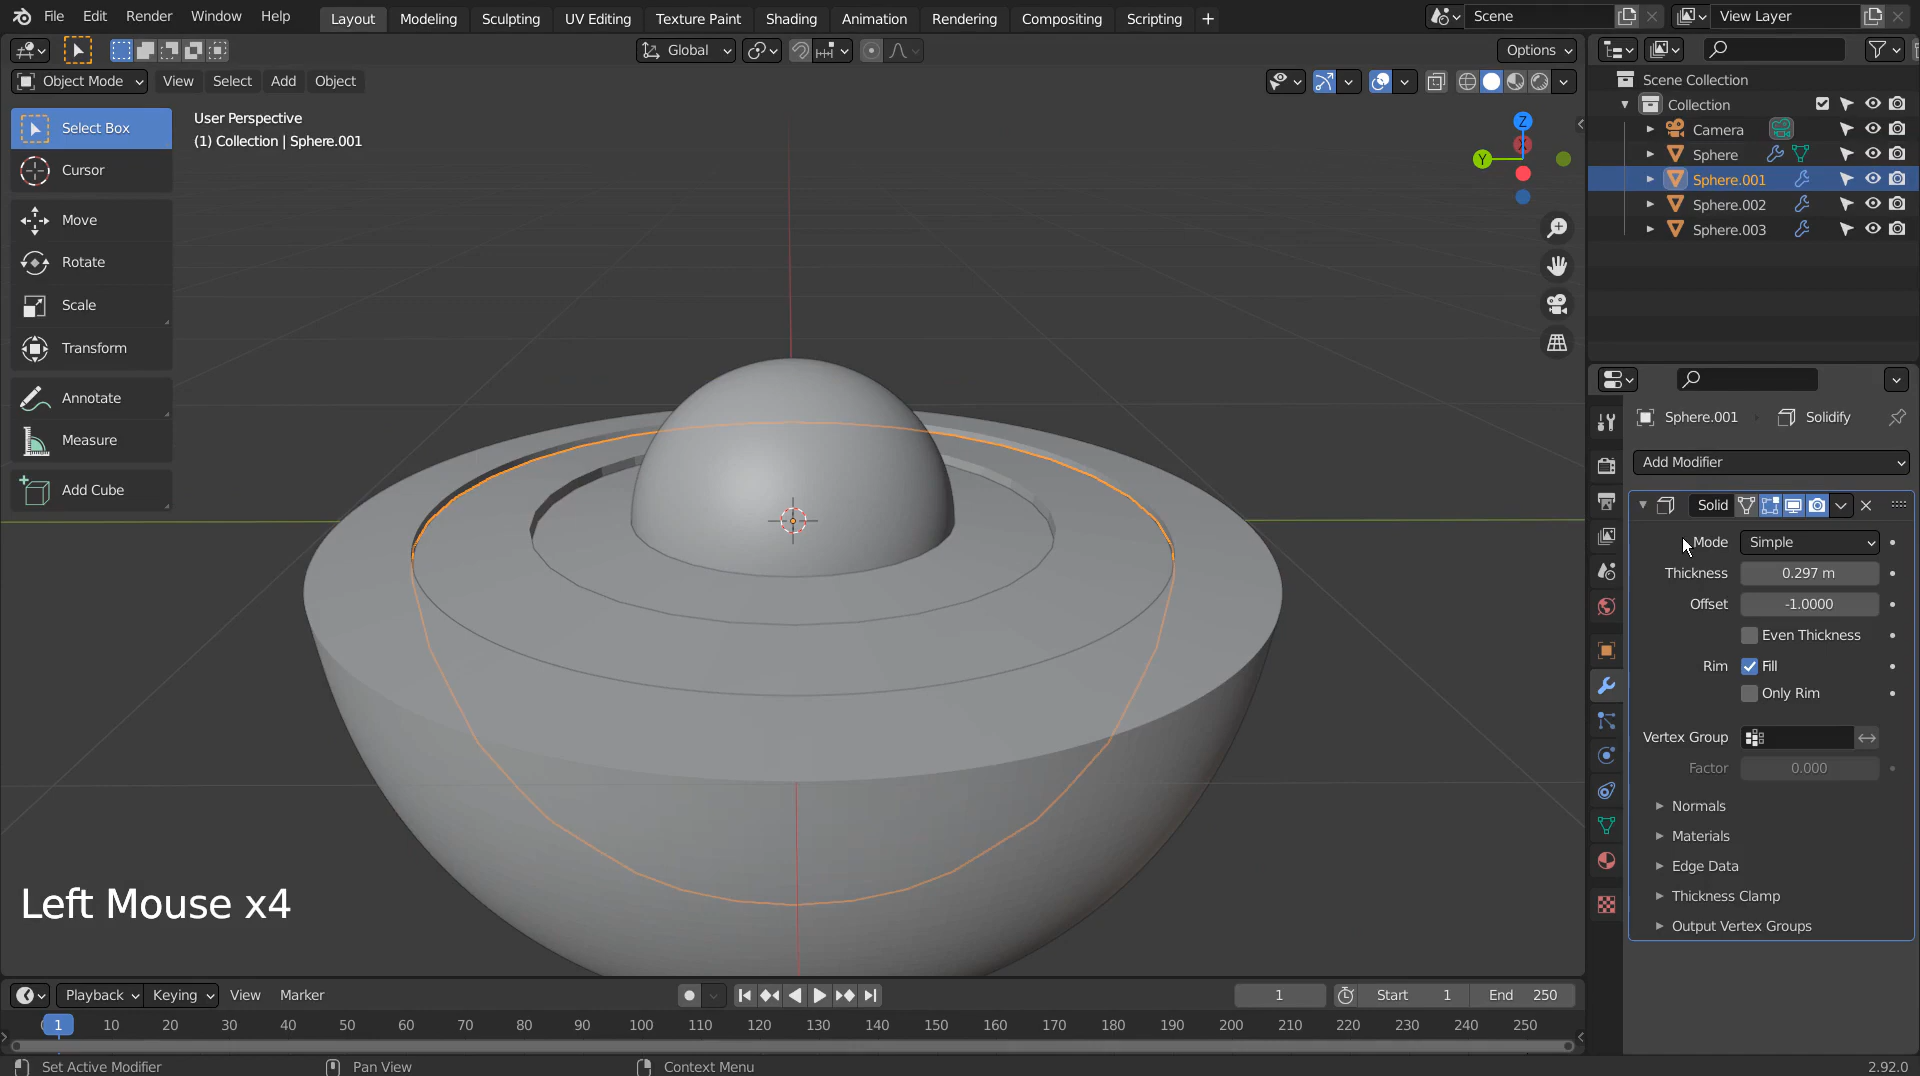 File Edit Render Window Help Layout Modeling Sculpting UV Editing Texture Paint Shading Animation Rendering Compositing Scripting + Scene View Layer
Global Options
Object Mode View Select Add Object
Scene Collection
Collection
Camera
Sphere
Sphere.001
Sphere.002
Sphere.003
Select Box
Cursor
Move
Rotate
Scale
Transform
Annotate
Measure
Add Cube
User Perspective
(1) Collection | Sphere.001
Z
X
Y
Sphere.001 Solidify
Add Modifier
Solid
Mode Simple
Thickness 0.297 m
Offset -1.0000
Even Thickness
Rim Fill
Only Rim
Vertex Group
Factor 0.000
Normals
Materials
Edge Data
Thickness Clamp
Output Vertex Groups
Left Mouse x4
Playback Keying View Marker 1 Start 1 End 250
1 10 20 30 40 50 60 70 80 90 100 110 120 130 140 150 160 170 180 190 200 210 220 230 240 250
Set Active Modifier Pan View Context Menu 2.92.0